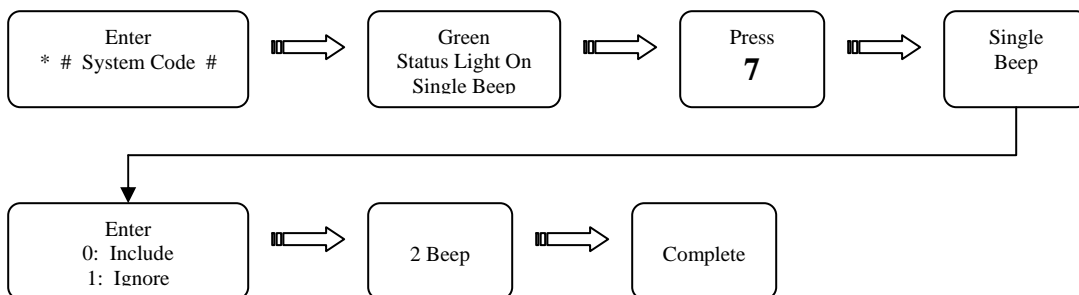 Enter
* # System Code #
Green
Status Light On
Single Beep
Press
7
Single
Beep
Enter
0: Include
1: Ignore
2 Beep
Complete